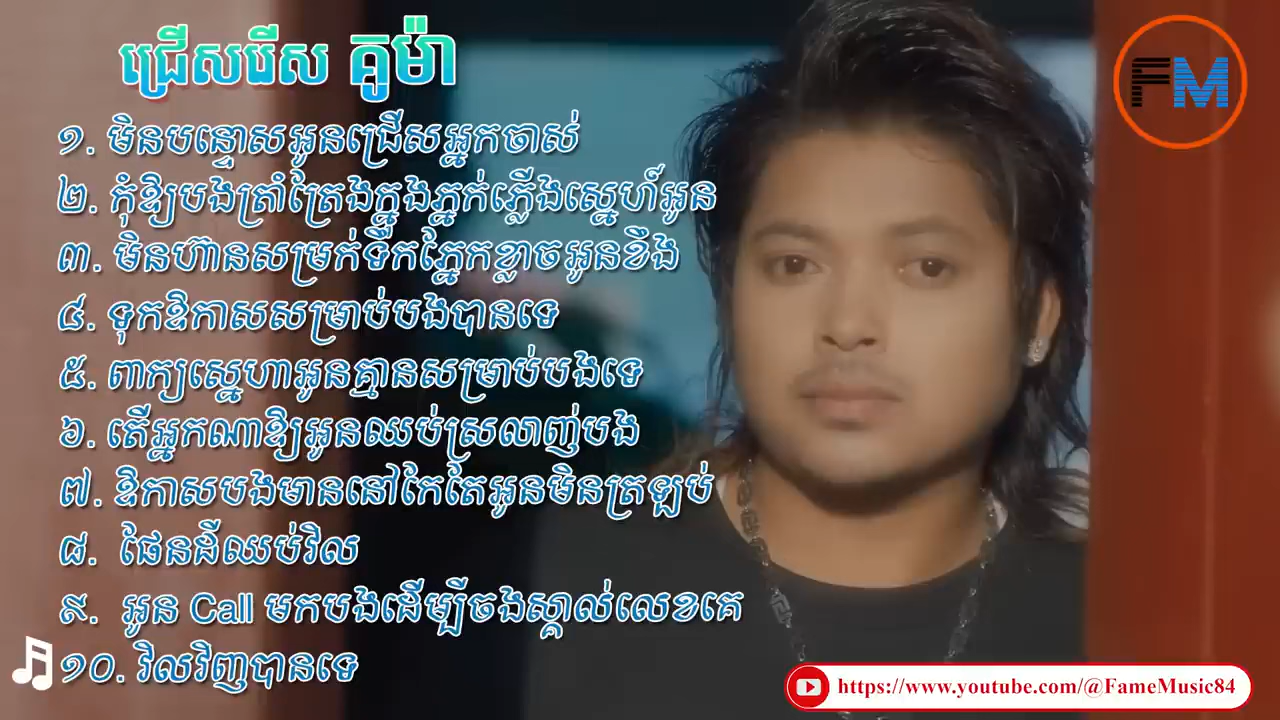 ជ្រើសរើស គូម៉ា
FM
១. មិនបន្ទោសអូនជ្រើសអ្នកចាស់
២. កុំឱ្យបងត្រាំត្រែងក្នុងភ្នក់ភ្លើងស្នេហ៍អូន
៣. មិនហ៊ានសម្រក់ទឹកភ្នែកខ្លាចអូនខឹង
៤. ទុកឱកាសសម្រាប់បងបានទេ
៥. ពាក្យស្នេហាអូនគ្មានសម្រាប់បងទេ
៦. តើអ្នកណាឱ្យអូនឈប់ស្រលាញ់បង
៧. ឱកាសបងមាននៅកែតែអូនមិនត្រឡប់
៨. ផែនដីឈប់វិល
៩. អូន Call មកបងដើម្បីចង់ស្គាល់លេខគេ
១០. វិលវិញបានទេ
https://www.youtube.com/@FameMusic84